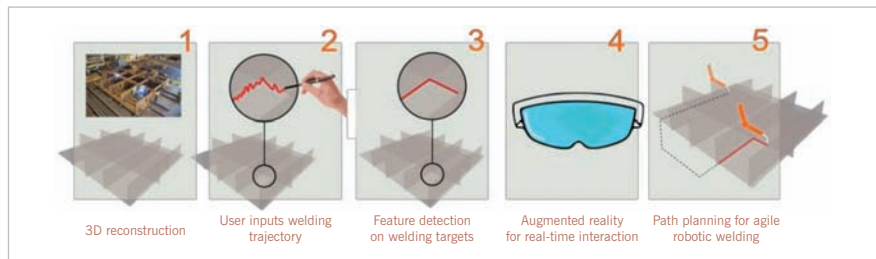 1
2
3
4
5
3D reconstruction
User inputs welding
trajectory
Feature detection
on welding targets
Augmented reality
for real-time interaction
Path planning for agile
robotic welding